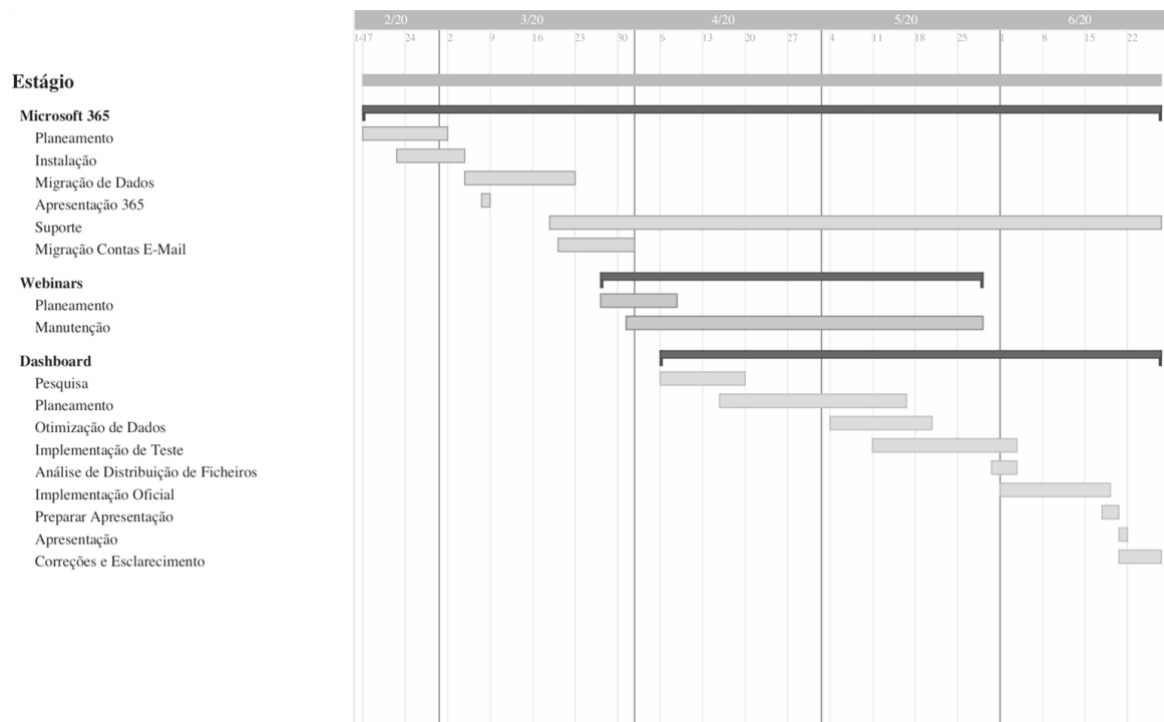 2/20 3/20 4/20 5/20 6/20
17 24 2 9 16 23 30 6 13 20 27 4 11 18 25 1 8 15 22
Estágio
Microsoft 365
Planeamento
Instalação
Migração de Dados
Apresentação 365
Suporte
Migração Contas E-Mail
Webinars
Planeamento
Manutenção
Dashboard
Pesquisa
Planeamento
Otimização de Dados
Implementação de Teste
Análise de Distribuição de Ficheiros
Implementação Oficial
Preparar Apresentação
Apresentação
Correções e Esclarecimento